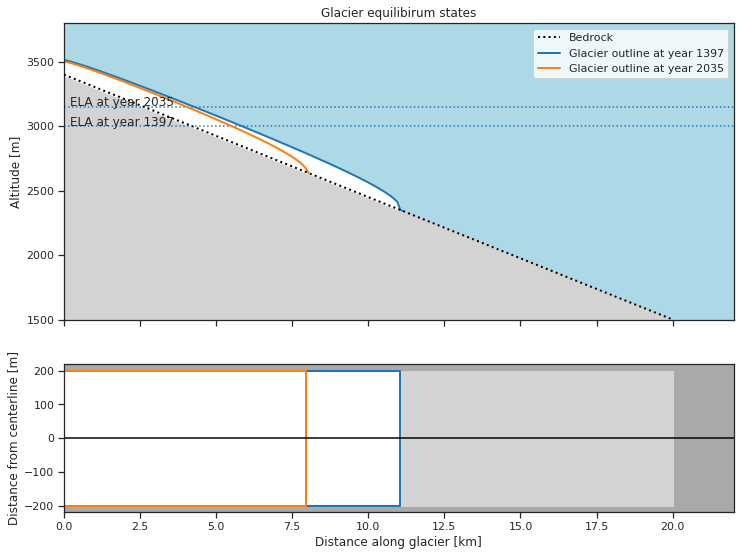 Glacier equilibirum states
Bedrock
Glacier outline at year 1397
Glacier outline at year 2035
ELA at year 2035
ELA at year 1397
Altitude [m]
3500
3000
2500
2000
1500
Distance from centerline [m]
200
100
0
−100
−200
0.0 2.5 5.0 7.5 10.0 12.5 15.0 17.5 20.0
Distance along glacier [km]